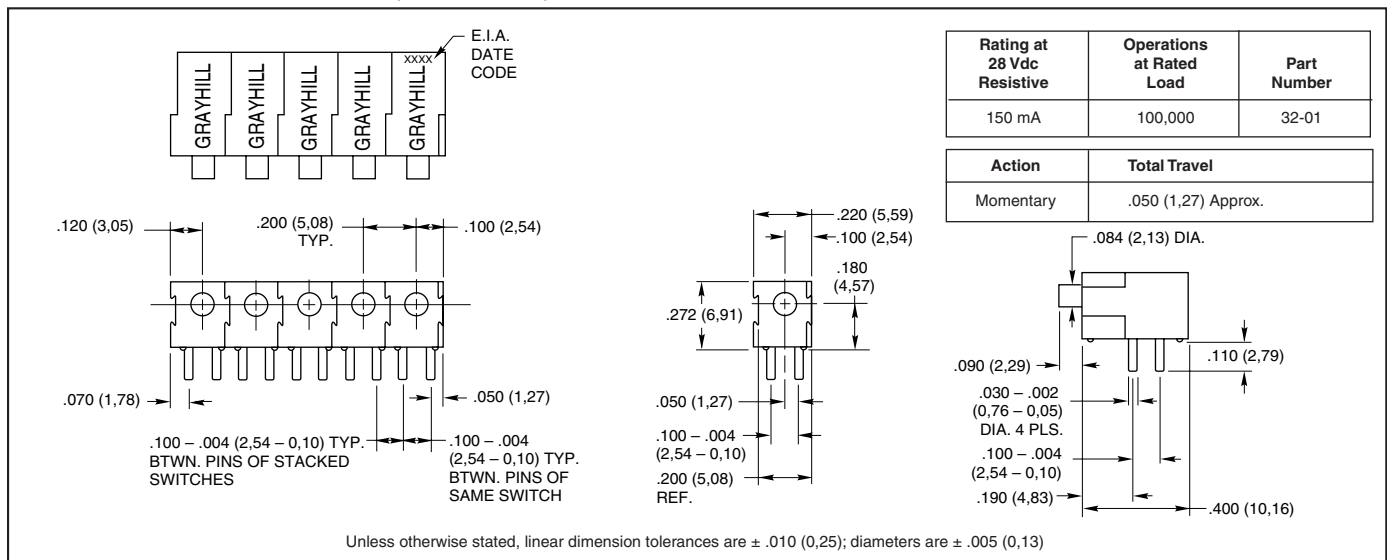 E.I.A.
DATE
CODE
XXXX
GRAYHILL
GRAYHILL
GRAYHILL
GRAYHILL
GRAYHILL
Rating at
28 Vdc
Resistive
Operations
at Rated
Load
Part
Number
150 mA
100,000
32-01
Action
Total Travel
Momentary
.050 (1,27) Approx.
.120 (3,05)
.200 (5,08)
TYP.
.100 (2,54)
.070 (1,78)
.050 (1,27)
.100 – .004 (2,54 – 0,10) TYP.
BTWN. PINS OF STACKED
SWITCHES
.100 – .004
(2,54 – 0,10) TYP.
BTWN. PINS OF
SAME SWITCH
.220 (5,59)
.100 (2,54)
.180
(4,57)
.272 (6,91)
.050 (1,27)
.100 – .004
(2,54 – 0,10)
.200 (5,08)
REF.
.084 (2,13) DIA.
.090 (2,29)
.110 (2,79)
.030 – .002
(0,76 – 0,05)
DIA. 4 PLS.
.100 – .004
(2,54 – 0,10)
.190 (4,83)
.400 (10,16)
Unless otherwise stated, linear dimension tolerances are ± .010 (0,25); diameters are ± .005 (0,13)